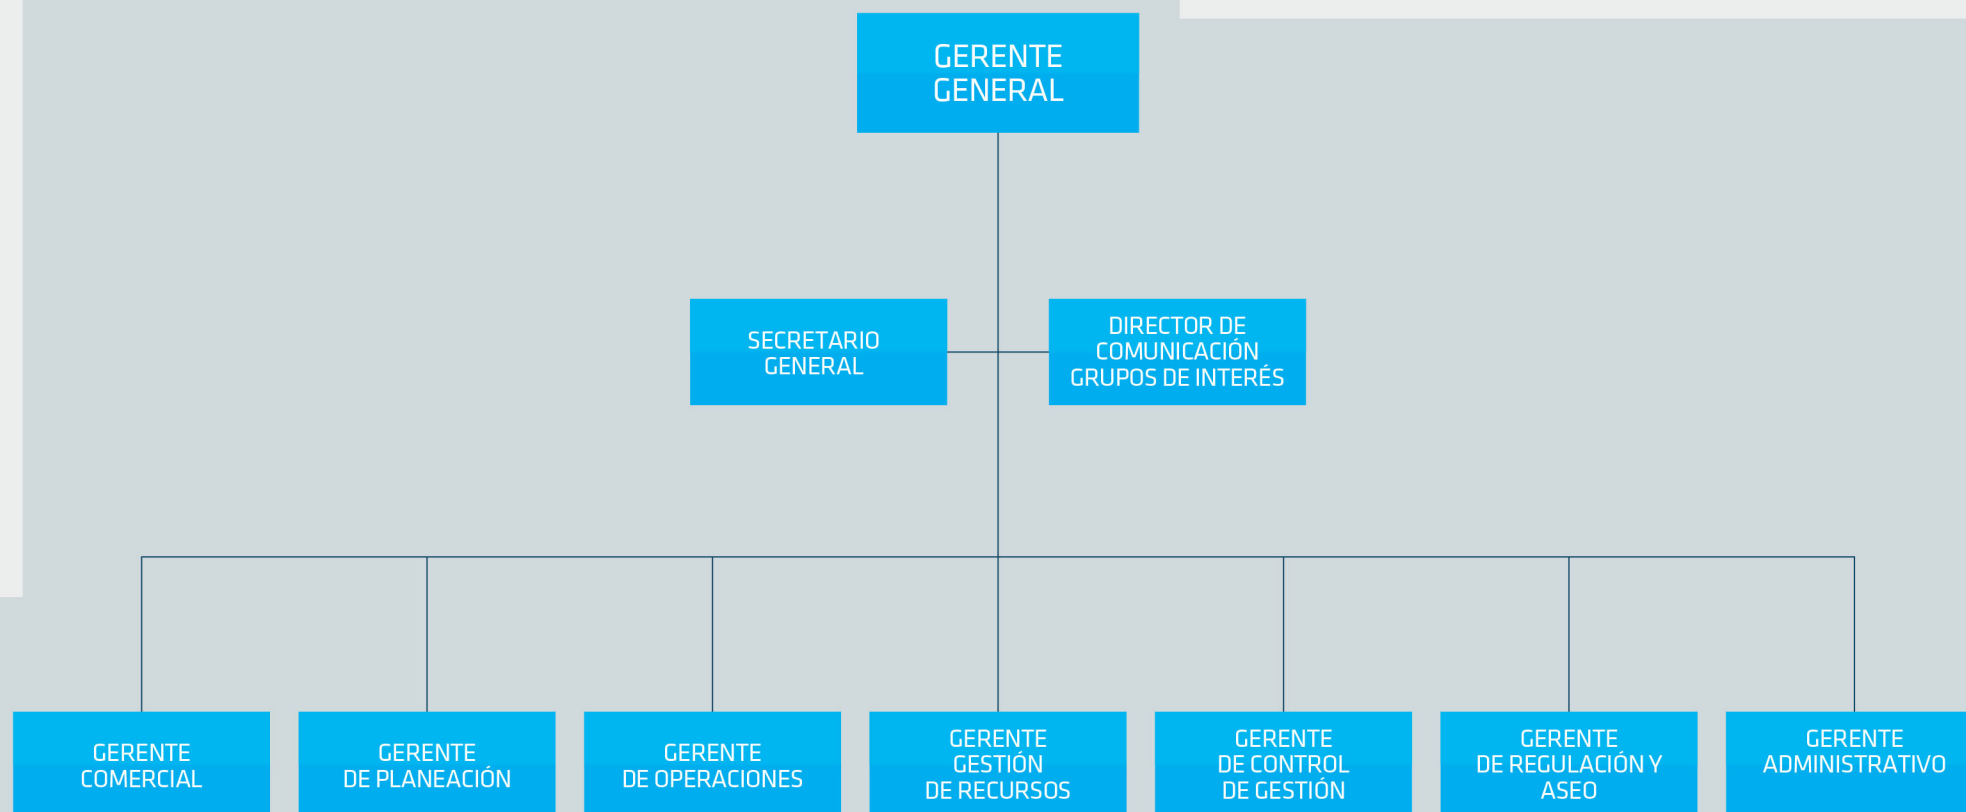 GERENTE
GENERAL
SECRETARIO
GENERAL
DIRECTOR DE
COMUNICACIÓN
GRUPOS DE INTERÉS
GERENTE
COMERCIAL
GERENTE
DE PLANEACIÓN
GERENTE
DE OPERACIONES
GERENTE
GESTIÓN
DE RECURSOS
GERENTE
DE CONTROL
DE GESTIÓN
GERENTE
DE REGULACIÓN Y
ASEO
GERENTE
ADMINISTRATIVO